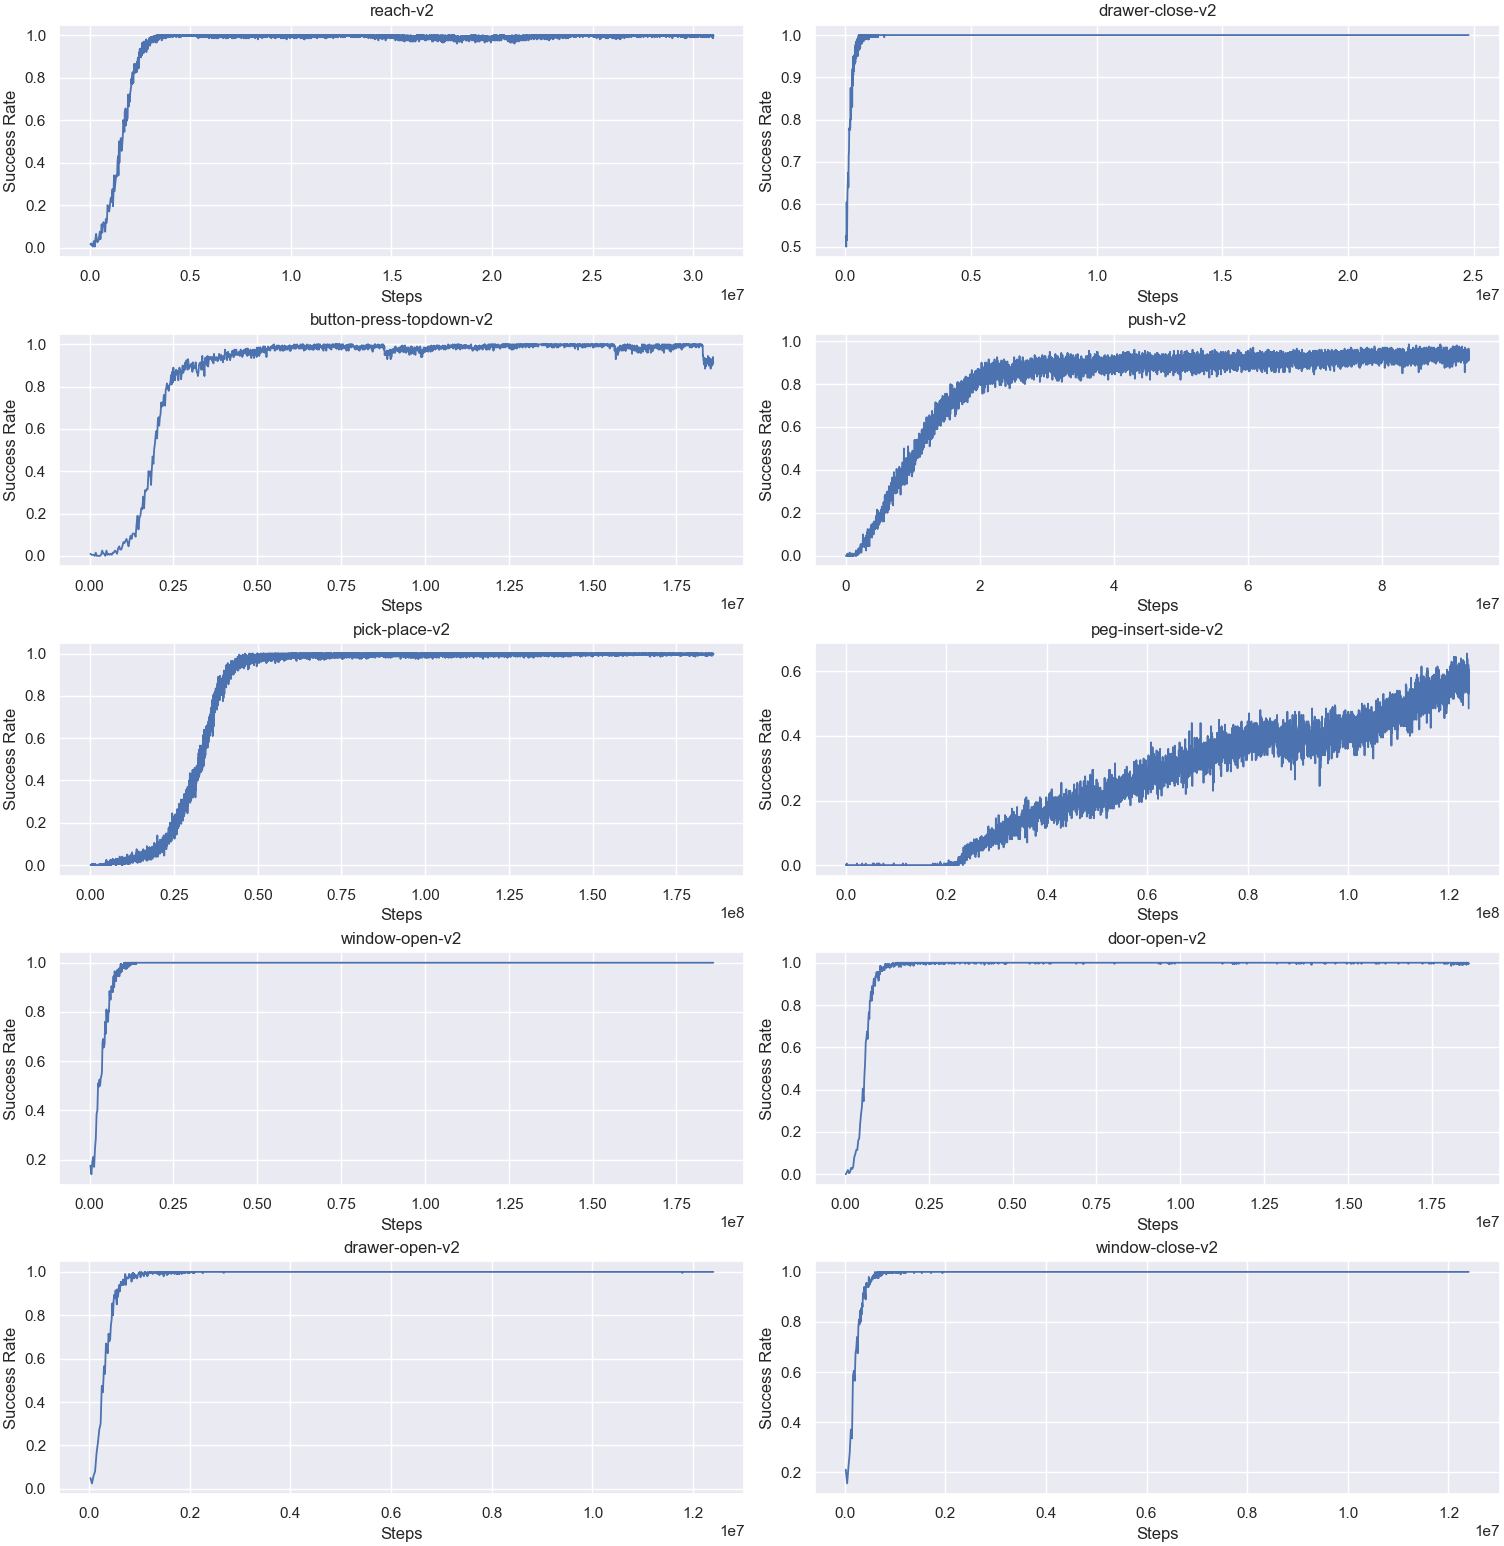 reach-v2
Success Rate
1.0
0.8
0.6
0.4
0.2
0.0
0.0 0.5 1.0 1.5 2.0 2.5 3.0
Steps
1e7
drawer-close-v2
Success Rate
1.0
0.9
0.8
0.7
0.6
0.5
0.0 0.5 1.0 1.5 2.0 2.5
Steps
1e7
button-press-topdown-v2
Success Rate
1.0
0.8
0.6
0.4
0.2
0.0
0.00 0.25 0.50 0.75 1.00 1.25 1.50 1.75
Steps
1e7
push-v2
Success Rate
1.0
0.8
0.6
0.4
0.2
0.0
0 2 4 6 8
Steps
1e7
pick-place-v2
Success Rate
1.0
0.8
0.6
0.4
0.2
0.0
0.00 0.25 0.50 0.75 1.00 1.25 1.50 1.75
Steps
1e8
peg-insert-side-v2
Success Rate
0.6
0.4
0.2
0.0
0.0 0.2 0.4 0.6 0.8 1.0 1.2
Steps
1e8
window-open-v2
Success Rate
1.0
0.8
0.6
0.4
0.2
0.00 0.25 0.50 0.75 1.00 1.25 1.50 1.75
Steps
1e7
door-open-v2
Success Rate
1.0
0.8
0.6
0.4
0.2
0.0
0.00 0.25 0.50 0.75 1.00 1.25 1.50 1.75
Steps
1e7
drawer-open-v2
Success Rate
1.0
0.8
0.6
0.4
0.2
0.0
0.0 0.2 0.4 0.6 0.8 1.0 1.2
Steps
1e7
window-close-v2
Success Rate
1.0
0.8
0.6
0.4
0.2
0.0 0.2 0.4 0.6 0.8 1.0 1.2
Steps
1e7